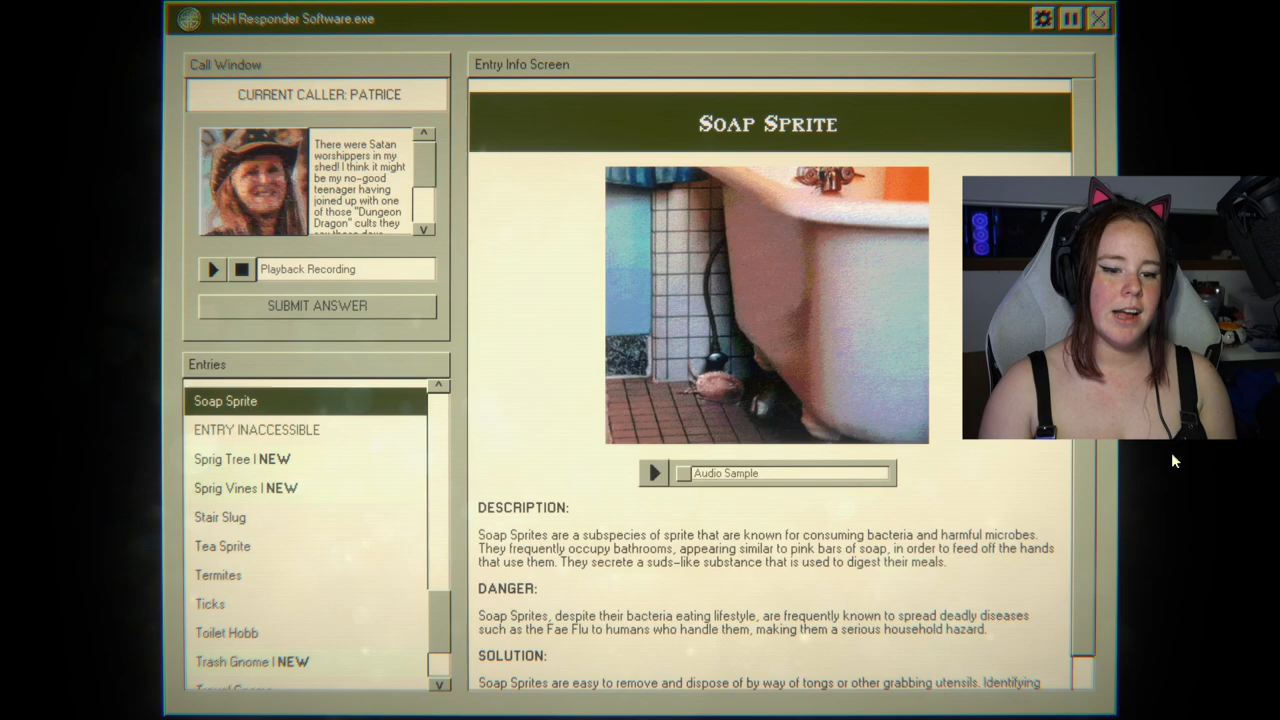 HSH Responder Software.exe
Call Window
CURRENT CALLER: PATRICE
There were Satan
worshippers in my
shed! I think it might
be my no-good
teenager having
joined up with one
of those "Dungeon
Dragon" cults they
Playback Recording
SUBMIT ANSWER
Entries
Soap Sprite
ENTRY INACCESSIBLE
Sprig Tree | NEW
Sprig Vines | NEW
Stair Slug
Tea Sprite
Termites
Ticks
Toilet Hobb
Trash Gnome | NEW
Entry Info Screen
SOAP SPRITE
Audio Sample
DESCRIPTION:
Soap Sprites are a subspecies of sprite that are known for consuming bacteria and harmful microbes.
They frequently occupy bathrooms, appearing similar to pink bars of soap, in order to feed off the hands
that use them. They secrete a suds-like substance that is used to digest their meals.
DANGER:
Soap Sprites, despite their bacteria eating lifestyle, are frequently known to spread deadly diseases
such as the Fae Flu to humans who handle them, making them a serious household hazard.
SOLUTION:
Soap Sprites are easy to remove and dispose of by way of tongs or other grabbing utensils. Identifying